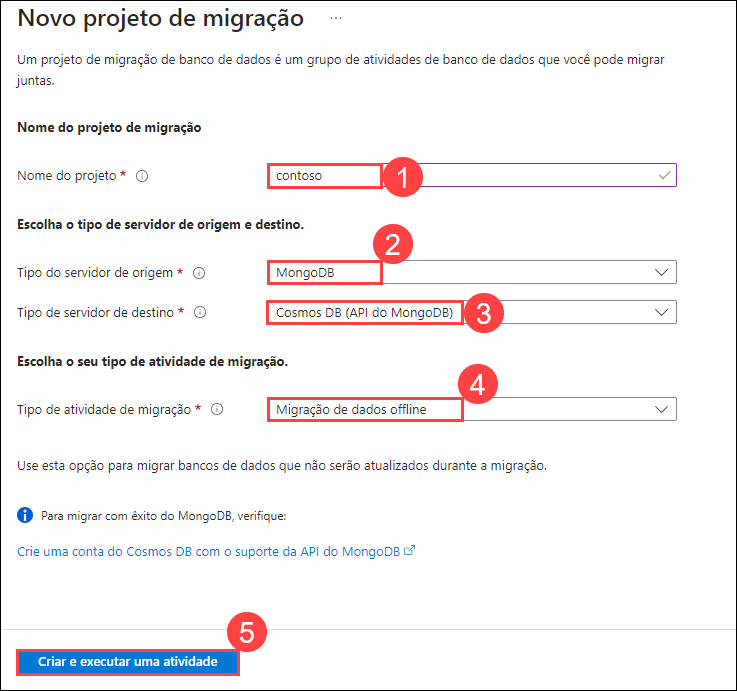 Novo projeto de migração ...
Um projeto de migração de banco de dados é um grupo de atividades de banco de dados que você pode migrar
juntas.
Nome do projeto de migração
Nome do projeto * contoso 1
Escolha o tipo de servidor de origem e destino.
2
Tipo do servidor de origem * MongoDB
Tipo de servidor de destino * Cosmos DB (API do MongoDB) 3
Escolha o seu tipo de atividade de migração.
4
Tipo de atividade de migração * Migração de dados offline
Use esta opção para migrar bancos de dados que não serão atualizados durante a migração.
Para migrar com êxito do MongoDB, verifique:
Crie uma conta do Cosmos DB com o suporte da API do MongoDB
5
Criar e executar uma atividade